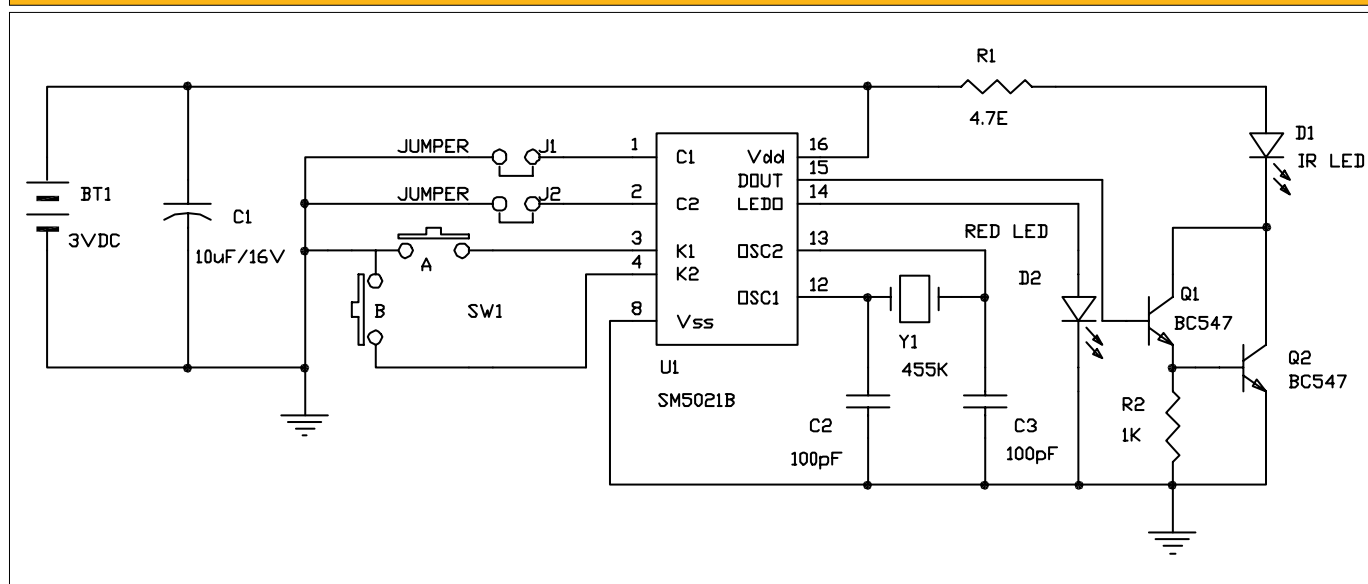 R1
4.7E
D1
IR LED
BT1
3VDC
C1
10uF/16V
JUMPER
J1
JUMPER
J2
A
B
SW1
1
2
3
4
8
C1
C2
K1
K2
Vss
Vdd
DOUT
LEDO
OSC2
OSC1
16
15
14
13
12
U1
SM5021B
Y1
455K
C2
100pF
C3
100pF
RED LED
D2
Q1
BC547
Q2
BC547
R2
1K